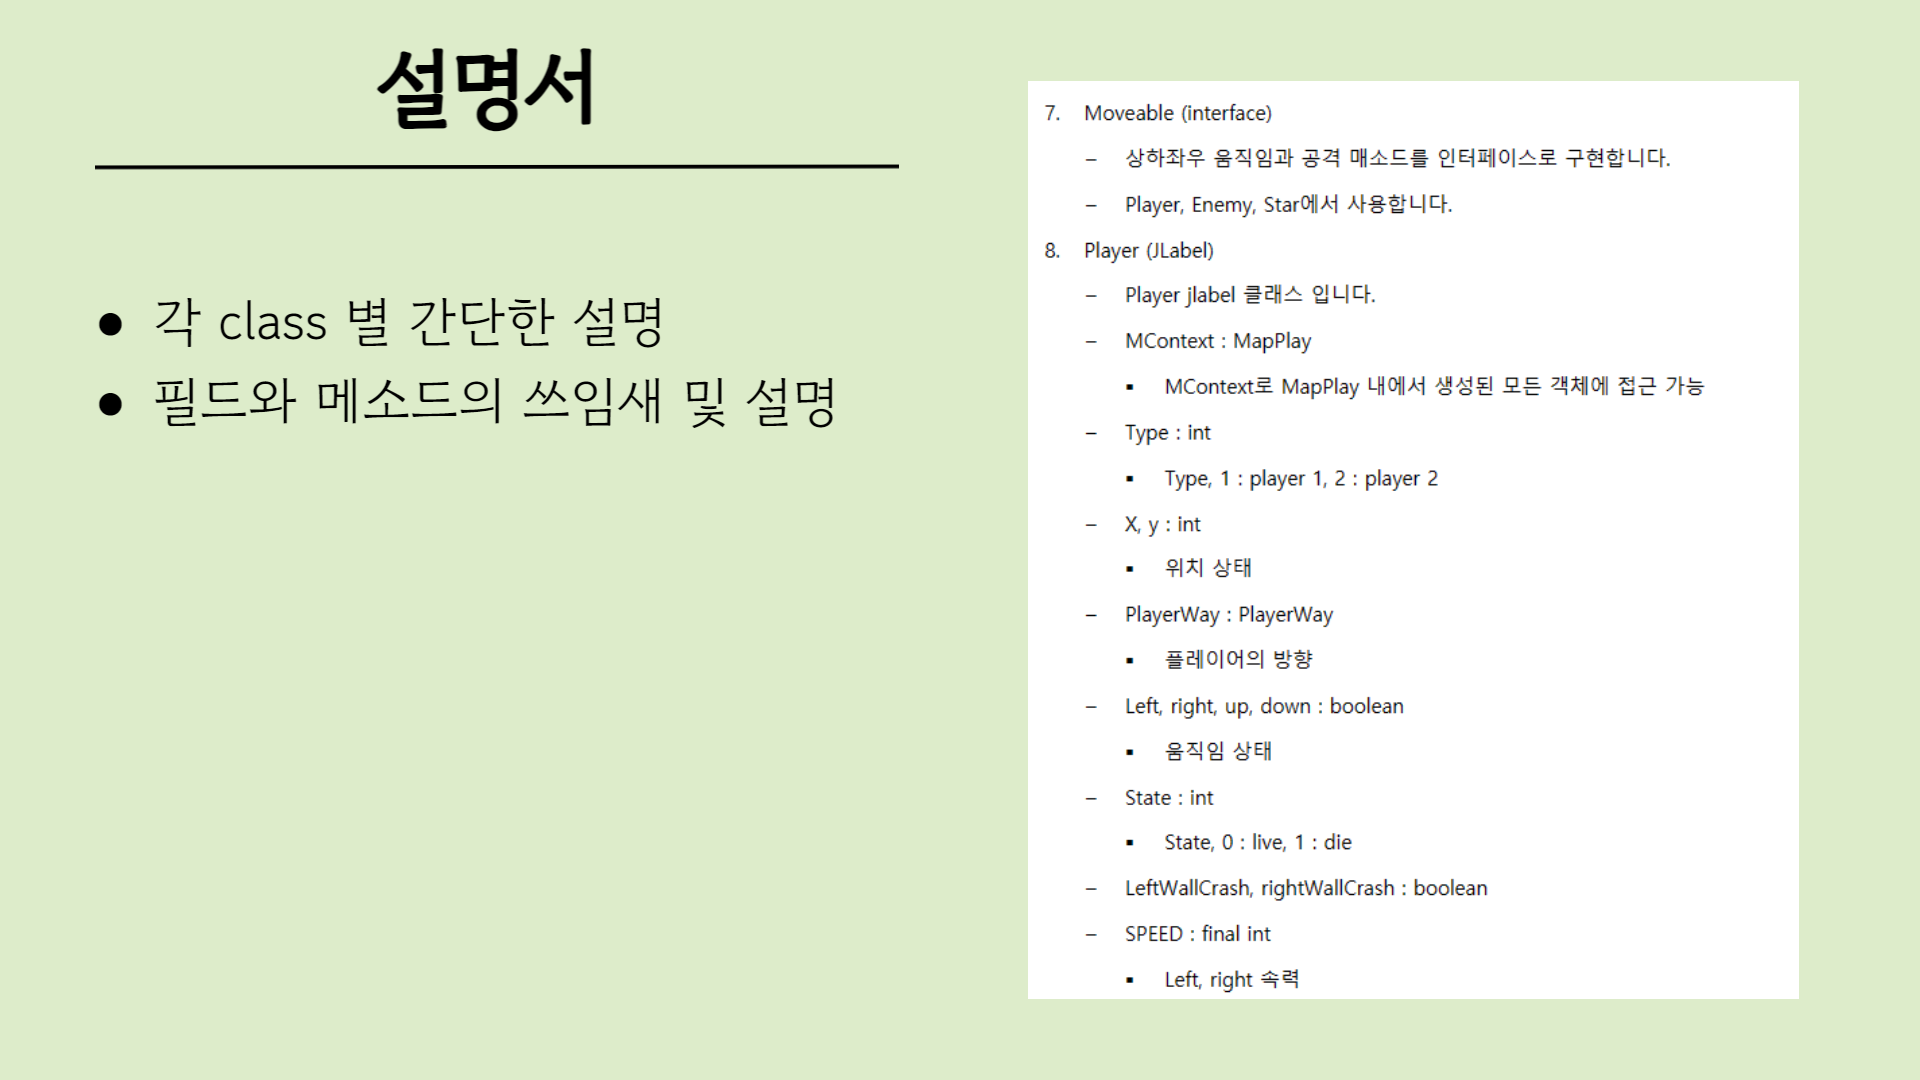 설명서
● 각 class 별 간단한 설명
● 필드와 메소드의 쓰임새 및 설명
7. Moveable (interface)
– 상하좌우 움직임과 공격 매소드를 인터페이스로 구현합니다.
– Player, Enemy, Star에서 사용합니다.
8. Player (JLabel)
– Player jlabel 클래스 입니다.
– MContext : MapPlay
▪ MContext로 MapPlay 내에서 생성된 모든 객체에 접근 가능
– Type : int
▪ Type, 1 : player 1, 2 : player 2
– X, y : int
▪ 위치 상태
– PlayerWay : PlayerWay
▪ 플레이어의 방향
– Left, right, up, down : boolean
▪ 움직임 상태
– State : int
▪ State, 0 : live, 1 : die
– LeftWallCrash, rightWallCrash : boolean
– SPEED : final int
▪ Left, right 속력